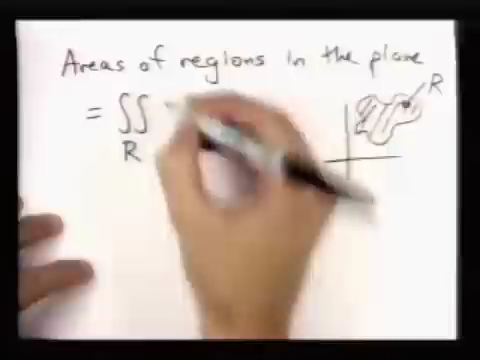 Areas of regions in the plane
R
= ∬
R